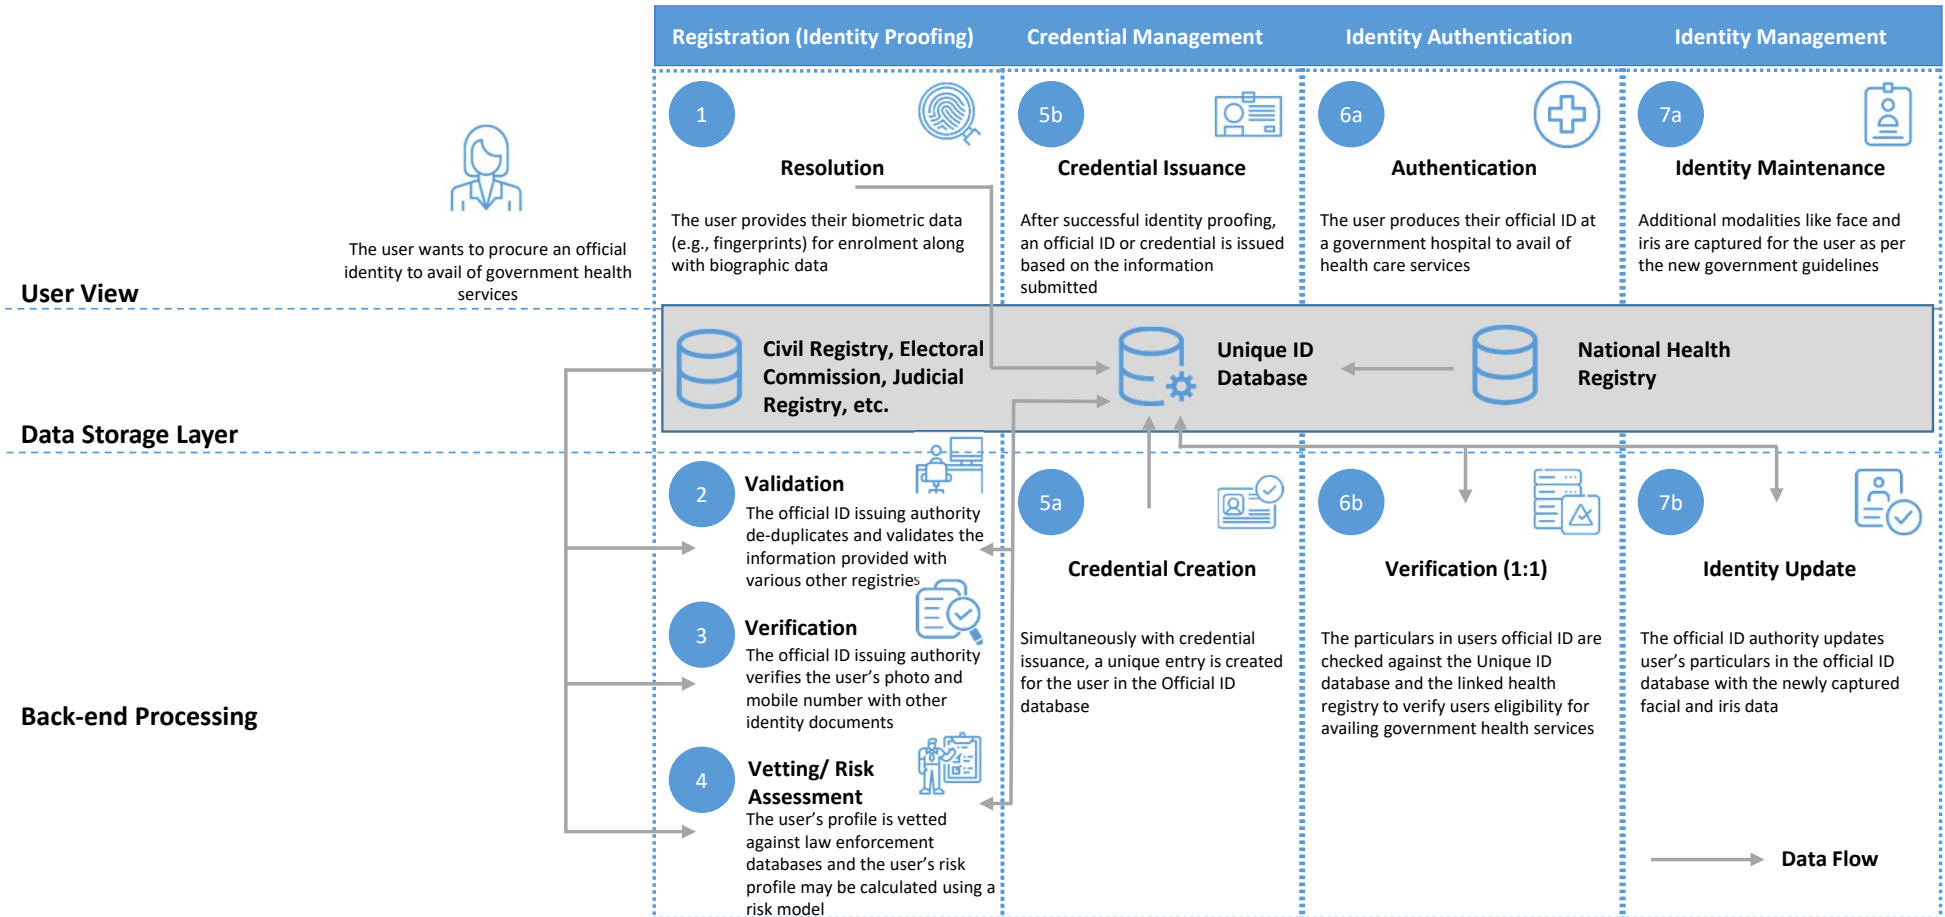 Registration (Identity Proofing)
Credential Management
Identity Authentication
Identity Management
The user wants to procure an official
identity to avail of government health
services
User View
1
Resolution
The user provides their biometric data
(e.g., fingerprints) for enrolment along
with biographic data
5b
Credential Issuance
After successful identity proofing,
an official ID or credential is issued
based on the information
submitted
6a
Authentication
The user produces their official ID at
a government hospital to avail of
health care services
7a
Identity Maintenance
Additional modalities like face and
iris are captured for the user as per
the new government guidelines
Data Storage Layer
Civil Registry, Electoral
Commission, Judicial
Registry, etc.
Unique ID
Database
National Health
Registry
Back-end Processing
2
Validation
The official ID issuing authority
de-duplicates and validates the
information provided with
various other registries
3
Verification
The official ID issuing authority
verifies the user's photo and
mobile number with other
identity documents
4
Vetting/ Risk
Assessment
The user's profile is vetted
against law enforcement
databases and the user's risk
profile may be calculated using a
risk model
5a
Credential Creation
Simultaneously with credential
issuance, a unique entry is created
for the user in the Official ID
database
6b
Verification (1:1)
The particulars in users official ID are
checked against the Unique ID
database and the linked health
registry to verify users eligibility for
availing government health services
7b
Identity Update
The official ID authority updates
user's particulars in the official ID
database with the newly captured
facial and iris data
Data Flow